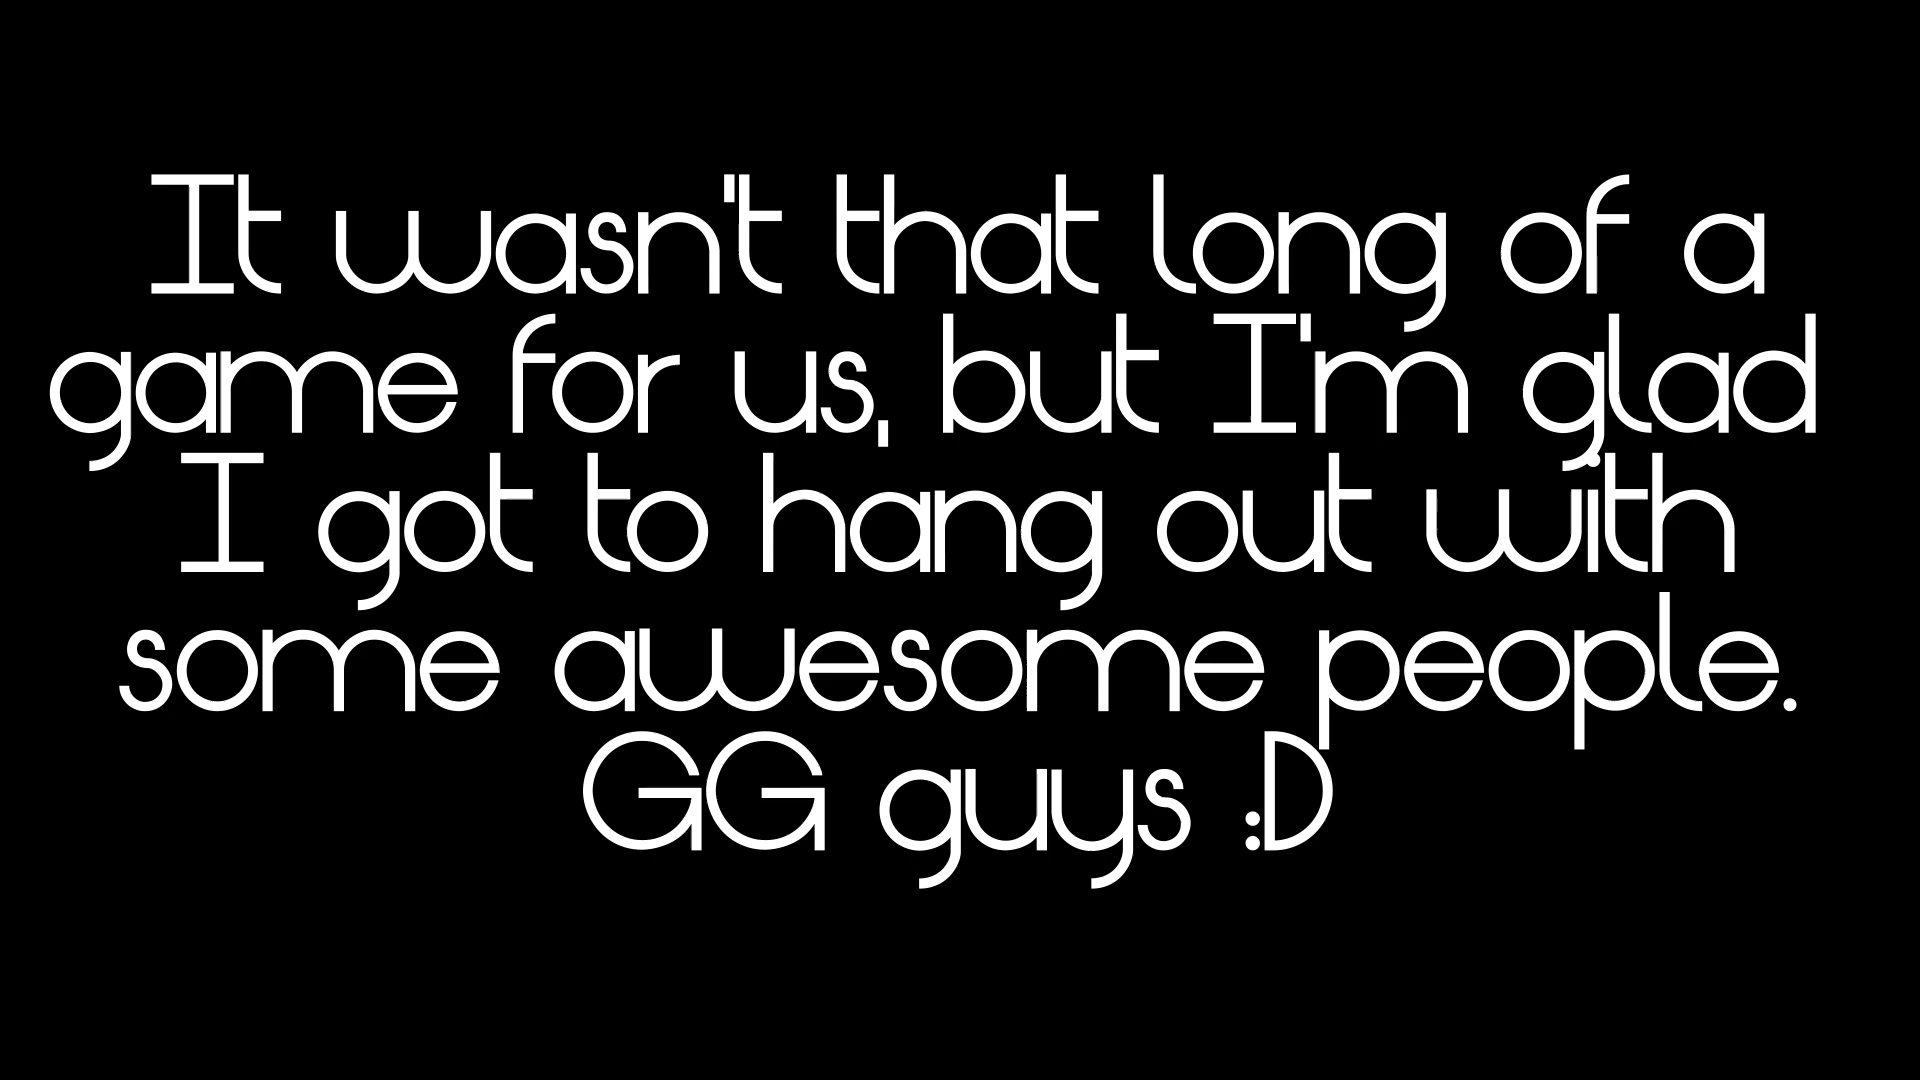 It wasn't that long of a
game for us, but I'm glad
I got to hang out with
some awesome people.
GG guys :D